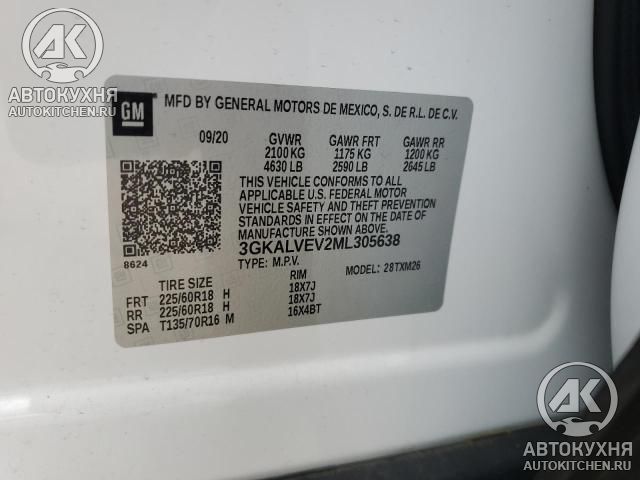 АК
АВТОКУХНЯ
AUTOKITCHEN.RU
GM
MFD BY GENERAL MOTORS DE MEXICO, S. DE R.L. DE C.V.
09/20 GVWR GAWR FRT GAWR RR
2100 KG 1175 KG 1200 KG
4630 LB 2590 LB 2645 LB
THIS VEHICLE CONFORMS TO ALL
APPLICABLE U.S. FEDERAL MOTOR
VEHICLE SAFETY, BUMPER, AND THEFT
PREVENTION STANDARDS IN EFFECT ON
THE DATE OF MANUFACTURE SHOWN ABOVE.
3GKALVEV2ML305638
8624
TYPE: M.P.V. MODEL: 28TXM26
TIRE SIZE RIM
FRT 225/60R18 H 18X7J
RR 225/60R18 H 18X7J
SPA T135/70R16 M 16X4BT
АК
АВТОКУХНЯ
AUTOKITCHEN.RU